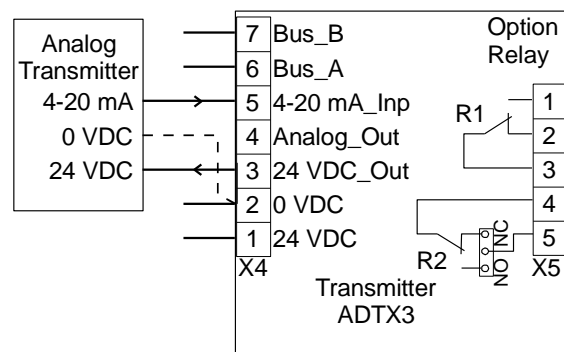 Analog
Transmitter
4-20 mA
0 VDC
24 VDC
7 Bus_B
6 Bus_A
5 4-20 mA_Inp
4 Analog_Out
3 24 VDC_Out
2 0 VDC
1 24 VDC
X4
Option
Relay
R1
1
2
3
4
5
X5
R2
NC
NO
Transmitter
ADTX3